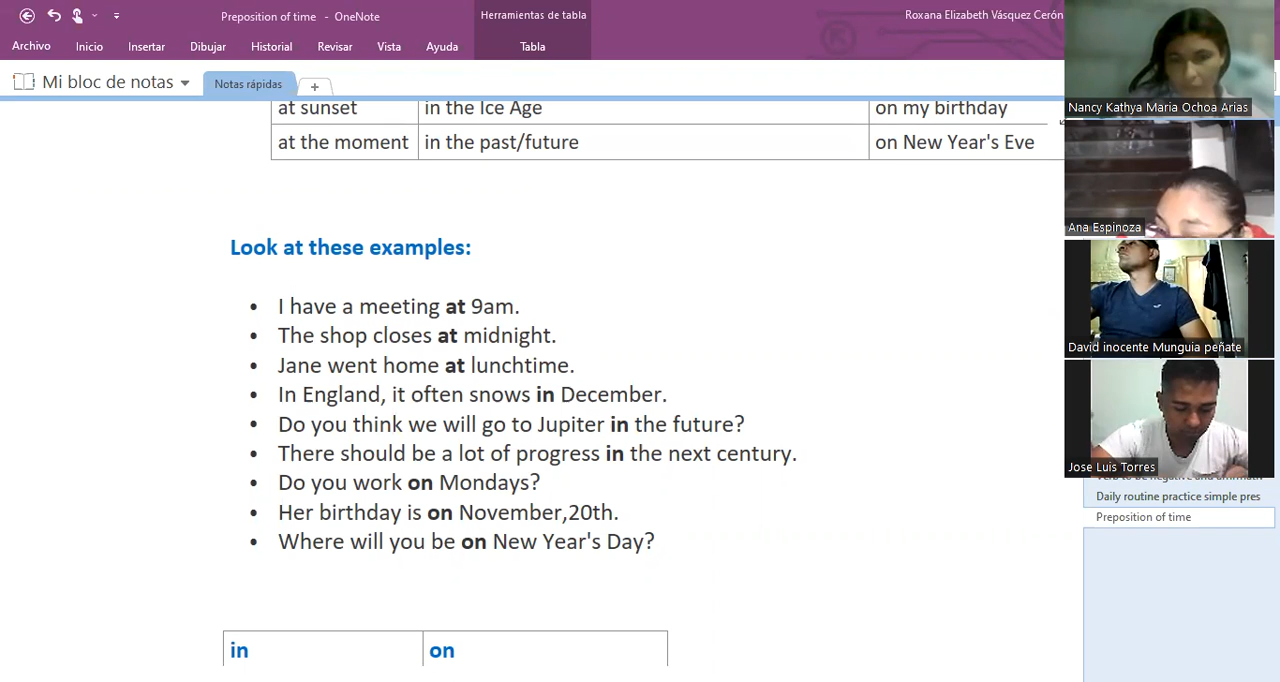 Preposition of time - OneNote
Herramientas de tabla
Roxana Elizabeth Vásquez Cerón
Archivo Inicio Insertar Dibujar Historial Revisar Vista Ayuda Tabla
Mi bloc de notas
Notas rápidas
+
at sunset in the Ice Age on my birthday
at the moment in the past/future on New Year's Eve
Look at these examples:
• I have a meeting at 9am.
• The shop closes at midnight.
• Jane went home at lunchtime.
• In England, it often snows in December.
• Do you think we will go to Jupiter in the future?
• There should be a lot of progress in the next century.
• Do you work on Mondays?
• Her birthday is on November,20th.
• Where will you be on New Year's Day?
in on
Nancy Kathya Maria Ochoa Arias
Ana Espinoza
David inocente Munguia peñate
Jose Luis Torres
Daily routine practice simple pres
Preposition of time